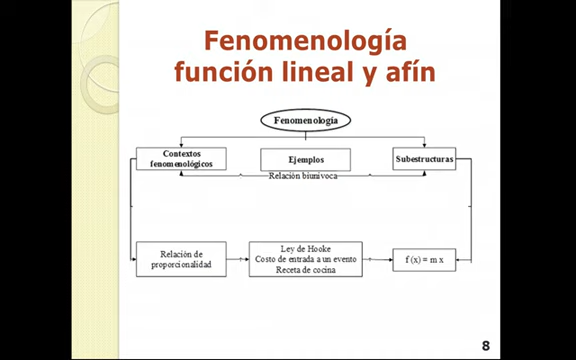 Fenomenología
función lineal y afín
Fenomenología
Contextos
fenomenológicos
Ejemplos
Subestructuras
Relación biunívoca
Relación de
proporcionalidad
Ley de Hooke
Costo de entrada a un evento
Receta de cocina
f (x) = m x
8